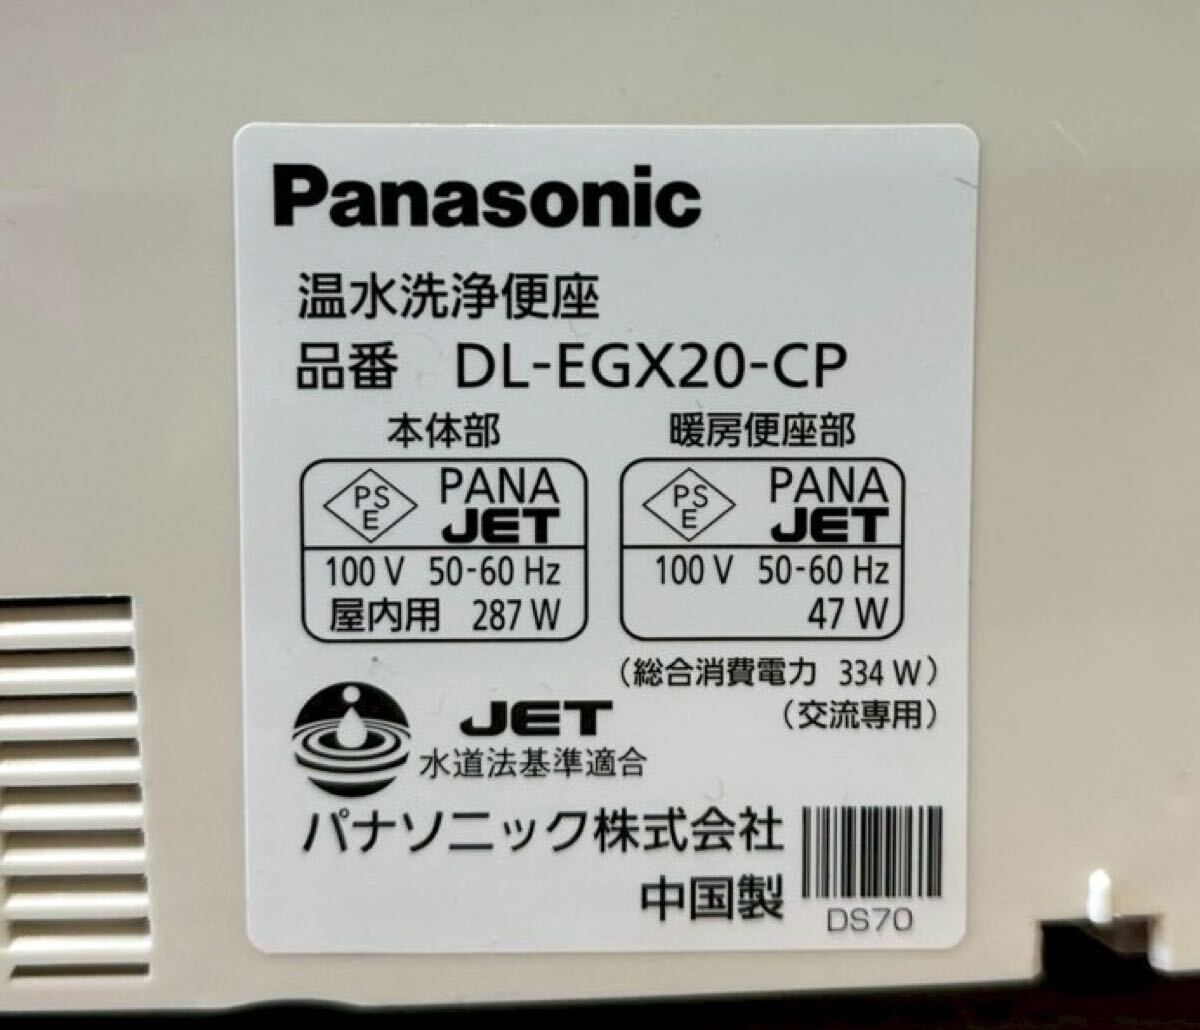 Panasonic
温水洗浄便座
品番 DL-EGX20-CP
本体部
PS
E
PANA
JET
100 V 50-60 Hz
屋内用 287 W
暖房便座部
PS
E
PANA
JET
100 V 50-60 Hz
47 W
(総合消費電力 334 W)
(交流専用)
JET
水道法基準適合
パナソニック株式会社
中国製
DS70